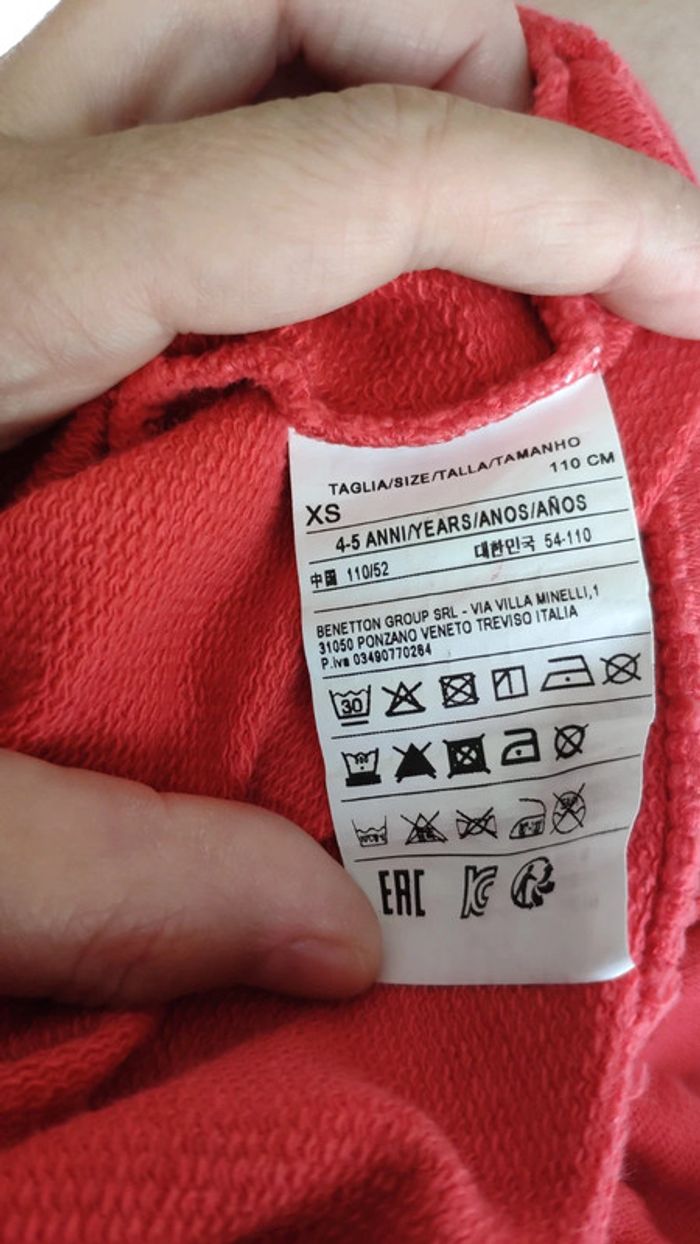 TAGLIA/SIZE/TALLA/TAMANHO
XS 110 CM
4-5 ANNI/YEARS/ANOS/AÑOS
中国 110/52 대한민국 54-110
BENETTON GROUP SRL - VIA VILLA MINELLI,1
31050 PONZANO VENETO TREVISO ITALIA
P.iva 03490770264
30
EAC